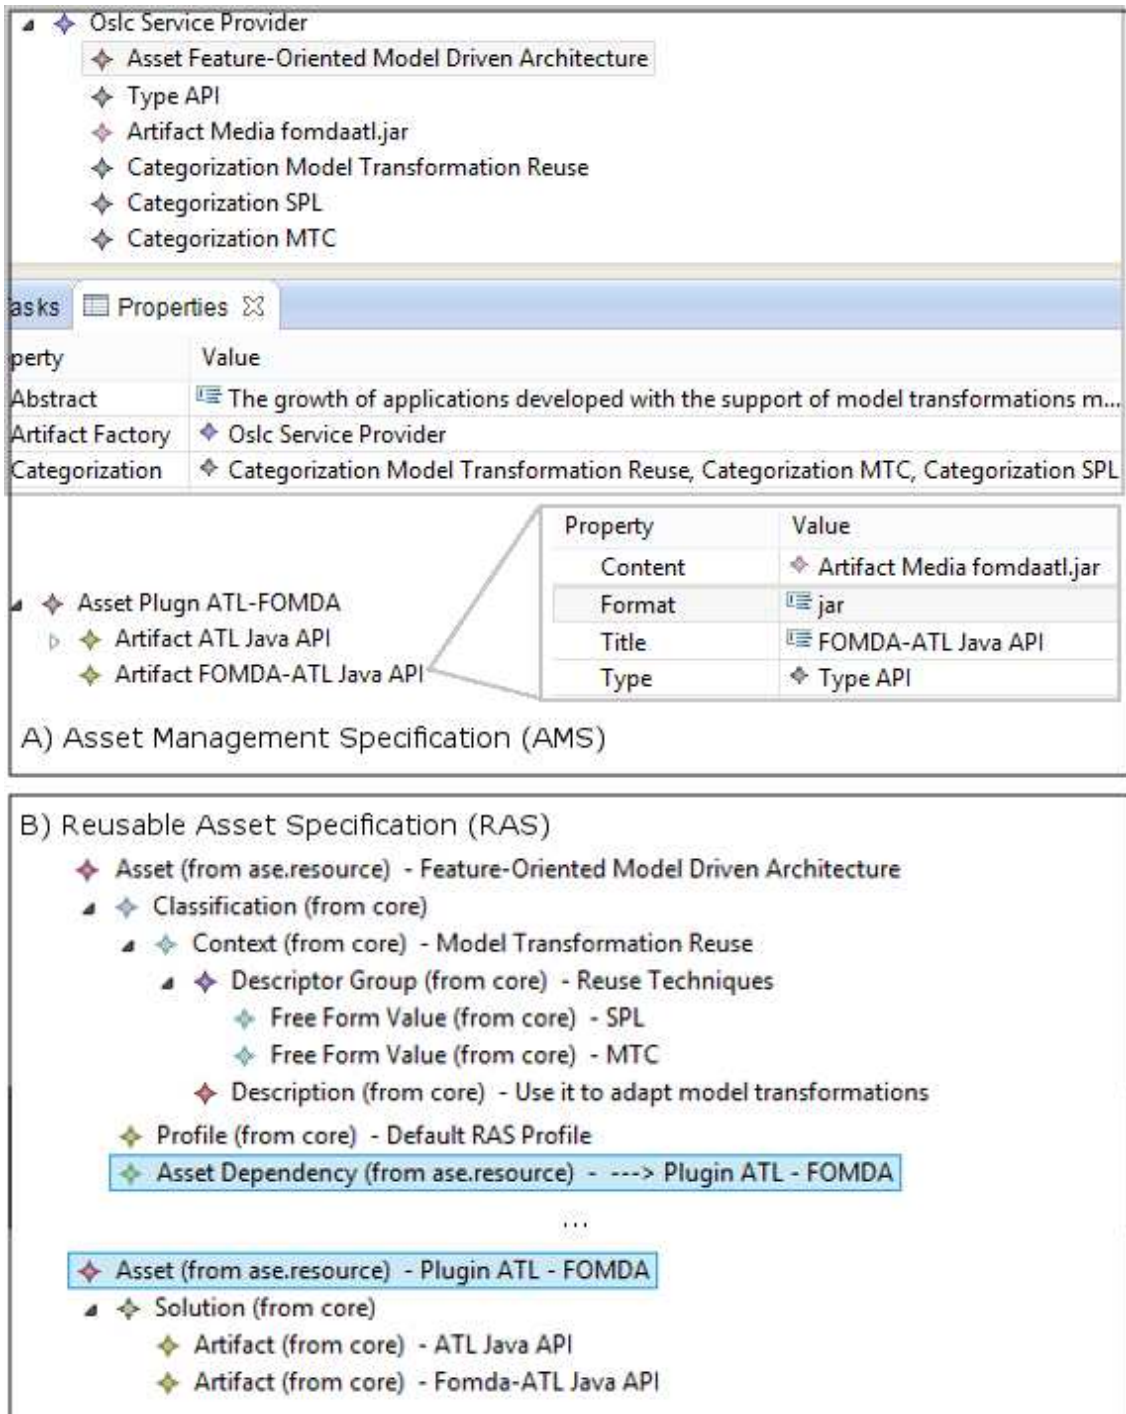 Oslc Service Provider
Asset Feature-Oriented Model Driven Architecture
Type API
Artifact Media fomdaatl.jar
Categorization Model Transformation Reuse
Categorization SPL
Categorization MTC
asks Properties
perty Value
Abstract The growth of applications developed with the support of model transformations m...
Artifact Factory Oslc Service Provider
Categorization Categorization Model Transformation Reuse, Categorization MTC, Categorization SPL
Property Value
Content Artifact Media fomdaatl.jar
Format jar
Title FOMDA-ATL Java API
Type Type API
Asset Plugn ATL-FOMDA
Artifact ATL Java API
Artifact FOMDA-ATL Java API
A) Asset Management Specification (AMS)
B) Reusable Asset Specification (RAS)
Asset (from ase.resource) - Feature-Oriented Model Driven Architecture
Classification (from core)
Context (from core) - Model Transformation Reuse
Descriptor Group (from core) - Reuse Techniques
Free Form Value (from core) - SPL
Free Form Value (from core) - MTC
Description (from core) - Use it to adapt model transformations
Profile (from core) - Default RAS Profile
Asset Dependency (from ase.resource) - ---> Plugin ATL - FOMDA
...
Asset (from ase.resource) - Plugin ATL - FOMDA
Solution (from core)
Artifact (from core) - ATL Java API
Artifact (from core) - Fomda-ATL Java API